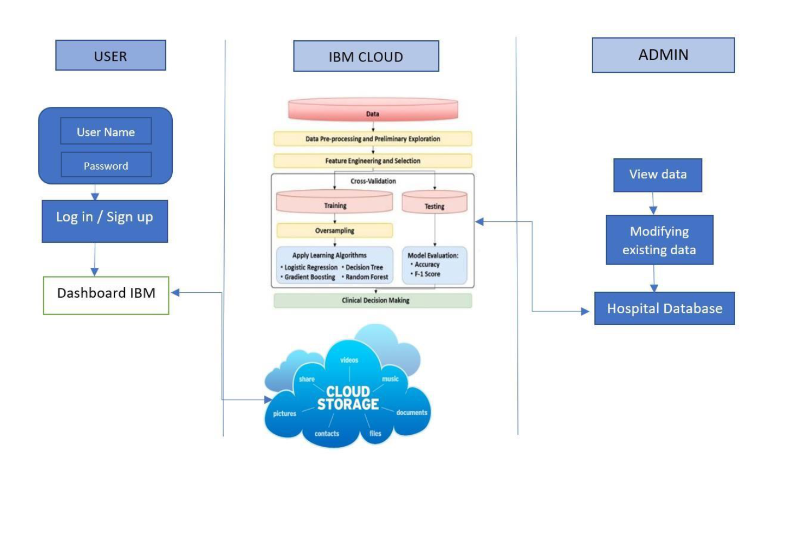 USER
User Name
Password
Log in / Sign up
Dashboard IBM
IBM CLOUD
Data
Data Pre-processing and Preliminary Exploration
Feature Engineering and Selection
Cross-Validation
Training
Testing
Oversampling
Apply Learning Algorithms
• Logistic Regression • Decision Tree
• Gradient Boosting • Random Forest
Model Evaluation:
• Accuracy
• F-1 Score
Clinical Decision Making
videos
share
music
CLOUD
STORAGE
pictures
documents
contacts
files
ADMIN
View data
Modifying
existing data
Hospital Database